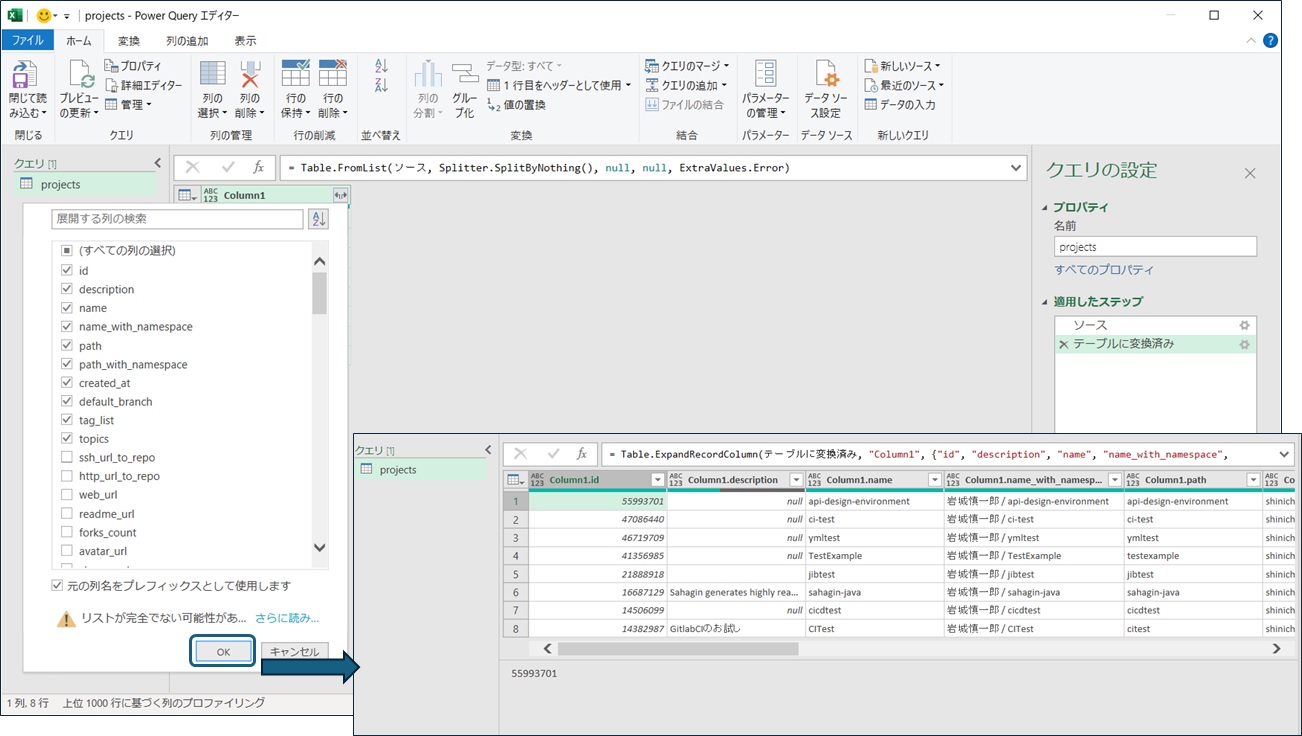 projects - Power Query エディター
ファイル ホーム 変換 列の追加 表示
閉じて読み込む
閉じる
プレビューの更新
プロパティ
詳細エディター
管理
クエリ
列の選択
列の削除
列の管理
行の保持
行の削除
行の削減
並べ替え
列の分割
グループ化
データ型: すべて
1 行目をヘッダーとして使用
値の置換
変換
クエリのマージ
クエリの追加
ファイルの結合
結合
パラメーターの管理
パラメーター
データ ソース設定
データ ソース
新しいソース
最近のソース
データの入力
新しいクエリ
クエリ [1]
projects
fx
= Table.FromList(ソース, Splitter.SplitByNothing(), null, null, ExtraValues.Error)
ABC 123 Column1
展開する列の検索
(すべての列の選択)
id
description
name
name_with_namespace
path
path_with_namespace
created_at
default_branch
tag_list
topics
ssh_url_to_repo
http_url_to_repo
web_url
readme_url
forks_count
avatar_url
元の列名をプレフィックスとして使用します
リストが完全でない可能性があ... さらに読み...
OK キャンセル
1 列, 8 行 上位 1000 行に基づく列のプロファイリング
クエリの設定
プロパティ
名前
projects
すべてのプロパティ
適用したステップ
ソース
テーブルに変換済み
クエリ [1]
projects
fx
= Table.ExpandRecordColumn(テーブルに変換済み, "Column1", {"id", "description", "name", "name_with_namespace",
ABC 123 Column1.id ABC 123 Column1.description ABC 123 Column1.name ABC 123 Column1.name_with_namesp... ABC 123 Column1.path ABC 123 Co
1 55993701 null api-design-environment 岩城慎一郎 / api-design-environment api-design-environment shinich
2 47086440 null ci-test 岩城慎一郎 / ci-test ci-test shinich
3 46719709 null ymltest 岩城慎一郎 / ymltest ymltest shinich
4 41356985 null TestExample 岩城慎一郎 / TestExample testexample shinich
5 21888918 jibtest 岩城慎一郎 / jibtest jibtest shinich
6 16687129 Sahagin generates highly rea... sahagin-java 岩城慎一郎 / sahagin-java sahagin-java shinich
7 14506099 null cicdtest 岩城慎一郎 / cicdtest cicdtest shinich
8 14382987 GitlabCIのお試し CITest 岩城慎一郎 / CITest citest shinich
55993701